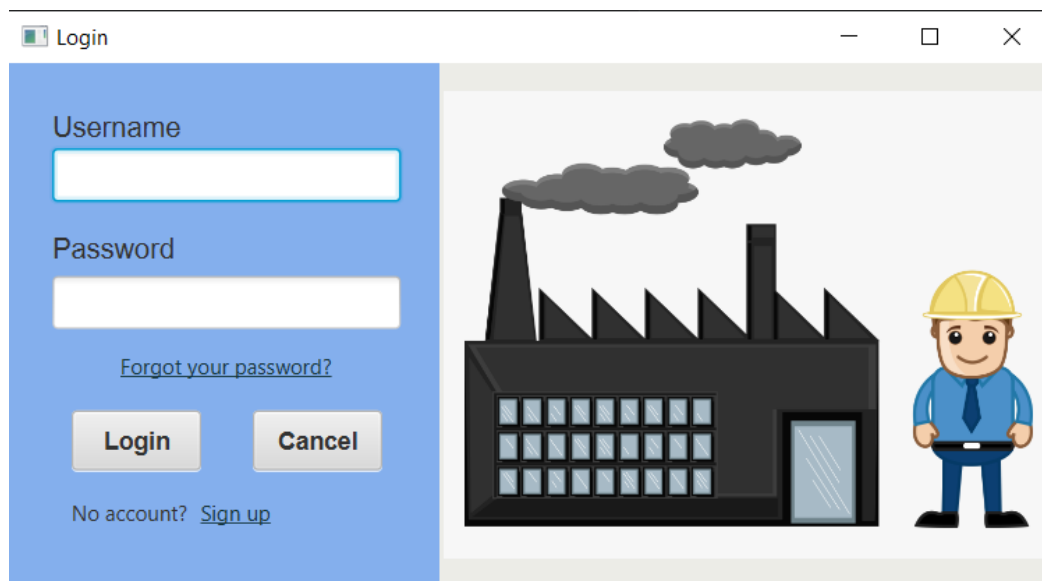 Login
Username
Password
Forgot your password?
Login Cancel
No account? Sign up